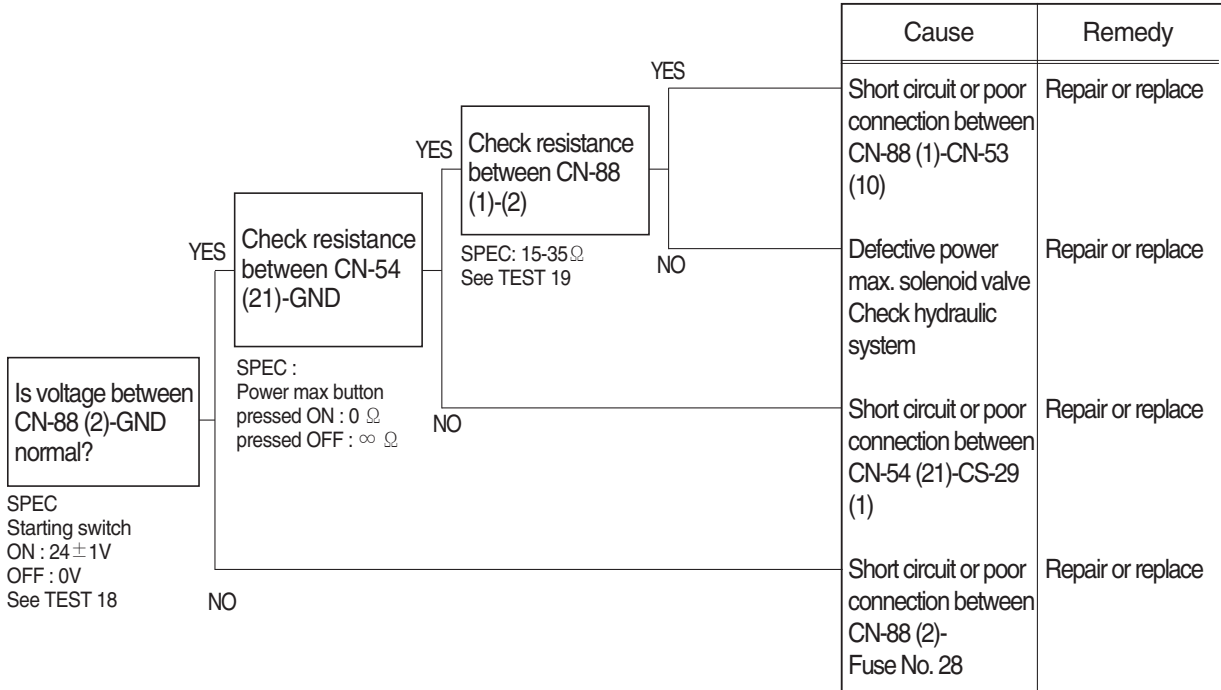 Is voltage between
CN-88 (2)-GND
normal?
SPEC
Starting switch
ON : 24±1V
OFF : 0V
See TEST 18
YES
NO
Check resistance
between CN-54
(21)-GND
SPEC :
Power max button
pressed ON : 0 Ω
pressed OFF : ∞ Ω
YES
NO
Check resistance
between CN-88
(1)-(2)
SPEC: 15-35Ω
See TEST 19
YES
NO
Cause Remedy
Short circuit or poor Repair or replace
connection between
CN-88 (1)-CN-53
(10)
Defective power Repair or replace
max. solenoid valve
Check hydraulic
system
Short circuit or poor Repair or replace
connection between
CN-54 (21)-CS-29
(1)
Short circuit or poor Repair or replace
connection between
CN-88 (2)-
Fuse No. 28